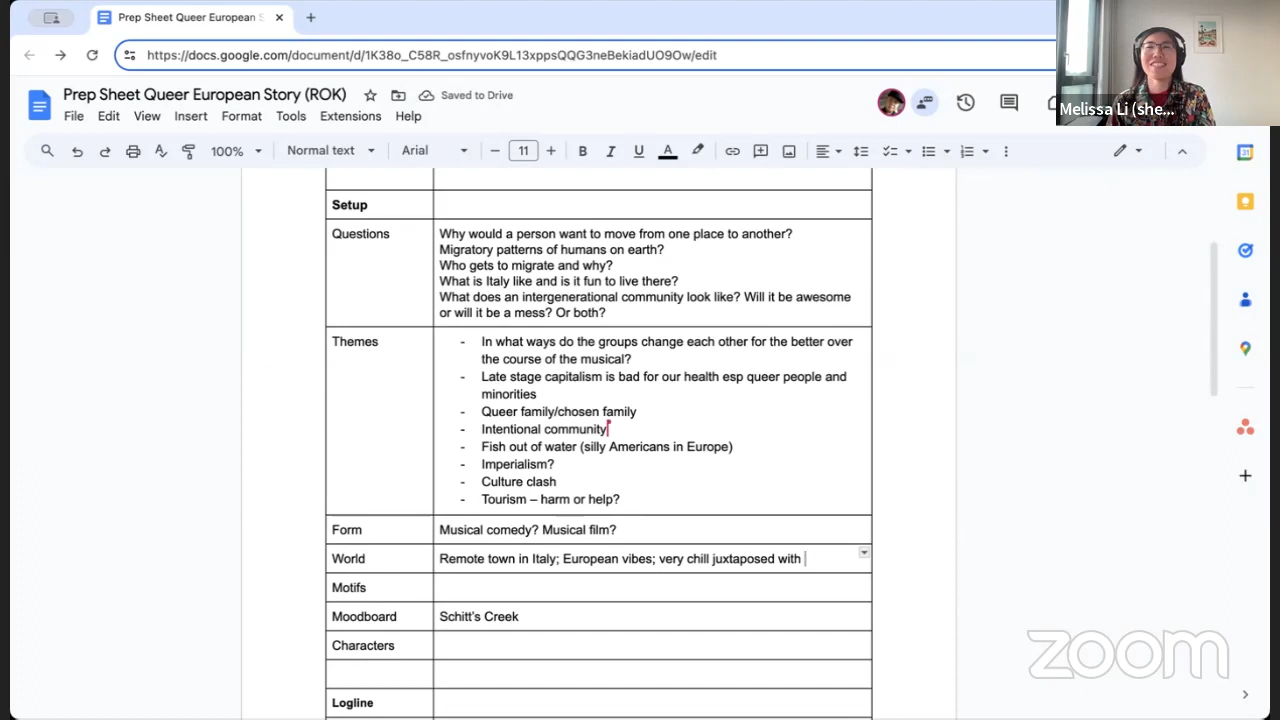 Prep Sheet Queer European S
https://docs.google.com/document/d/1K38o_C58R_osfnyvoK9L13xppsQQG3neBekiadUO9Ow/edit
Prep Sheet Queer European Story (ROK)
Saved to Drive
File Edit View Insert Format Tools Extensions Help
Melissa Li (she...
100% Normal text Arial 11 B I U A
31
Setup
Questions
Why would a person want to move from one place to another?
Migratory patterns of humans on earth?
Who gets to migrate and why?
What is Italy like and is it fun to live there?
What does an intergenerational community look like? Will it be awesome
or will it be a mess? Or both?
Themes
- In what ways do the groups change each other for the better over
the course of the musical?
- Late stage capitalism is bad for our health esp queer people and
minorities
- Queer family/chosen family
- Intentional community
- Fish out of water (silly Americans in Europe)
- Imperialism?
- Culture clash
- Tourism – harm or help?
Form
Musical comedy? Musical film?
World
Remote town in Italy; European vibes; very chill juxtaposed with
Motifs
Moodboard
Schitt's Creek
Characters
Logline
zoom